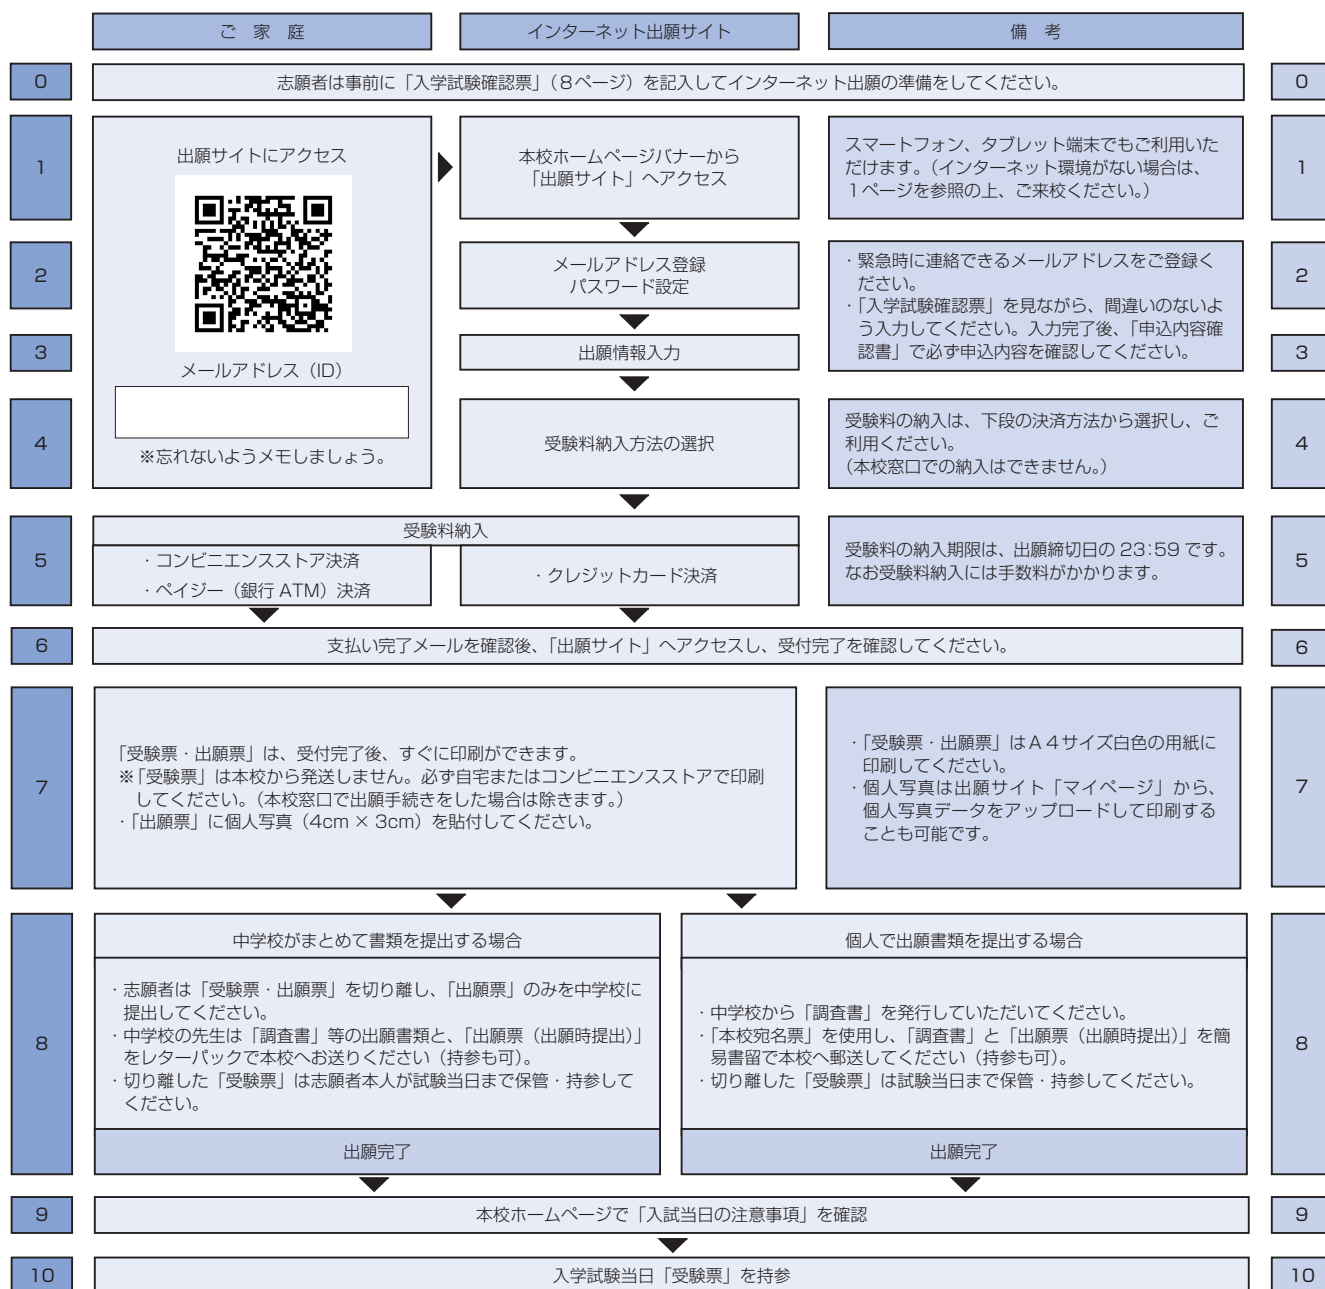 ご 家 庭
インターネット出願サイト
備 考
0
志願者は事前に「入学試験確認票」（8ページ）を記入してインターネット出願の準備をしてください。
0
1
出願サイトにアクセス
メールアドレス（ID）
※忘れないようメモしましょう。
本校ホームページバナーから
「出願サイト」へアクセス
スマートフォン、タブレット端末でもご利用いた
だけます。（インターネット環境がない場合は、
１ページを参照の上、ご来校ください。）
1
2
メールアドレス登録
パスワード設定
・緊急時に連絡できるメールアドレスをご登録く
ださい。
・「入学試験確認票」を見ながら、間違いのないよ
う入力してください。入力完了後、「申込内容確
認書」で必ず申込内容を確認してください。
2
3
出願情報入力
3
4
受験料納入方法の選択
受験料の納入は、下段の決済方法から選択し、ご
利用ください。
（本校窓口での納入はできません。）
4
5
受験料納入
・コンビニエンスストア決済
・ペイジー（銀行 ATM）決済
・クレジットカード決済
受験料の納入期限は、出願締切日の 23:59 です。
なお受験料納入には手数料がかかります。
5
6
支払い完了メールを確認後、「出願サイト」へアクセスし、受付完了を確認してください。
6
7
「受験票・出願票」は、受付完了後、すぐに印刷ができます。
※「受験票」は本校から発送しません。必ず自宅またはコンビニエンスストアで印刷
してください。（本校窓口で出願手続きをした場合は除きます。）
・「出願票」に個人写真（4cm × 3cm）を貼付してください。
・「受験票・出願票」はＡ４サイズ白色の用紙に
印刷してください。
・個人写真は出願サイト「マイページ」から、
個人写真データをアップロードして印刷する
ことも可能です。
7
8
中学校がまとめて書類を提出する場合
・志願者は「受験票・出願票」を切り離し、「出願票」のみを中学校に
提出してください。
・中学校の先生は「調査書」等の出願書類と、「出願票（出願時提出）」
をレターパックで本校へお送りください（持参も可）。
・切り離した「受験票」は志願者本人が試験当日まで保管・持参して
ください。
出願完了
個人で出願書類を提出する場合
・中学校から「調査書」を発行していただいてください。
・「本校宛名票」を使用し、「調査書」と「出願票（出願時提出）」を簡
易書留で本校へ郵送してください（持参も可）。
・切り離した「受験票」は試験当日まで保管・持参してください。
出願完了
8
9
本校ホームページで「入試当日の注意事項」を確認
9
10
入学試験当日「受験票」を持参
10